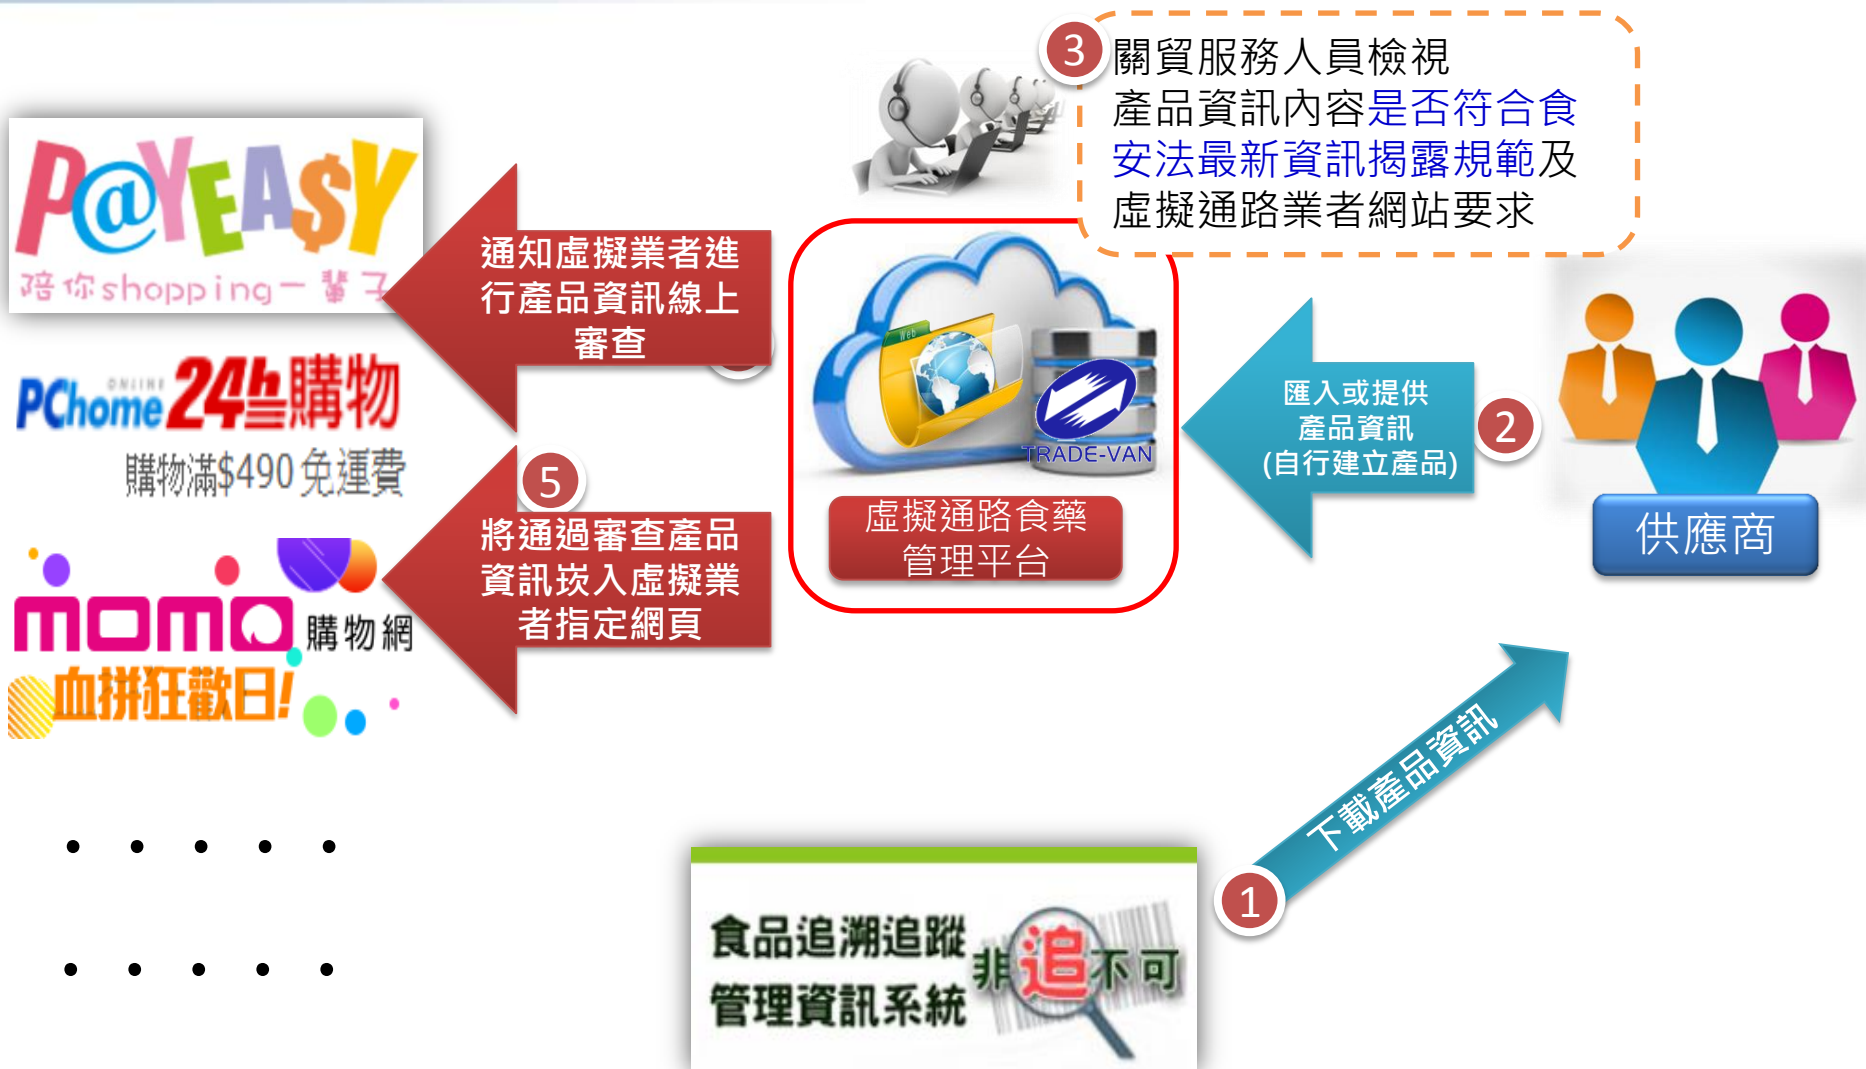 3
關貿服務人員檢視
產品資訊內容是否符合食
安法最新資訊揭露規範及
虛擬通路業者網站要求
P@YEASY
陪你shopping一輩子
通知虛擬業者進
行產品資訊線上
審查
PChome ONLINE 24h購物
購物滿$490免運費
momo購物網
血拼狂歡日!
5
將通過審查產品
資訊崁入虛擬業
者指定網頁
Web
TRADE-VAN
虛擬通路食藥
管理平台
匯入或提供
產品資訊
(自行建立產品)
2
供應商
下載產品資訊
1
食品追溯追蹤
管理資訊系統
非追不可